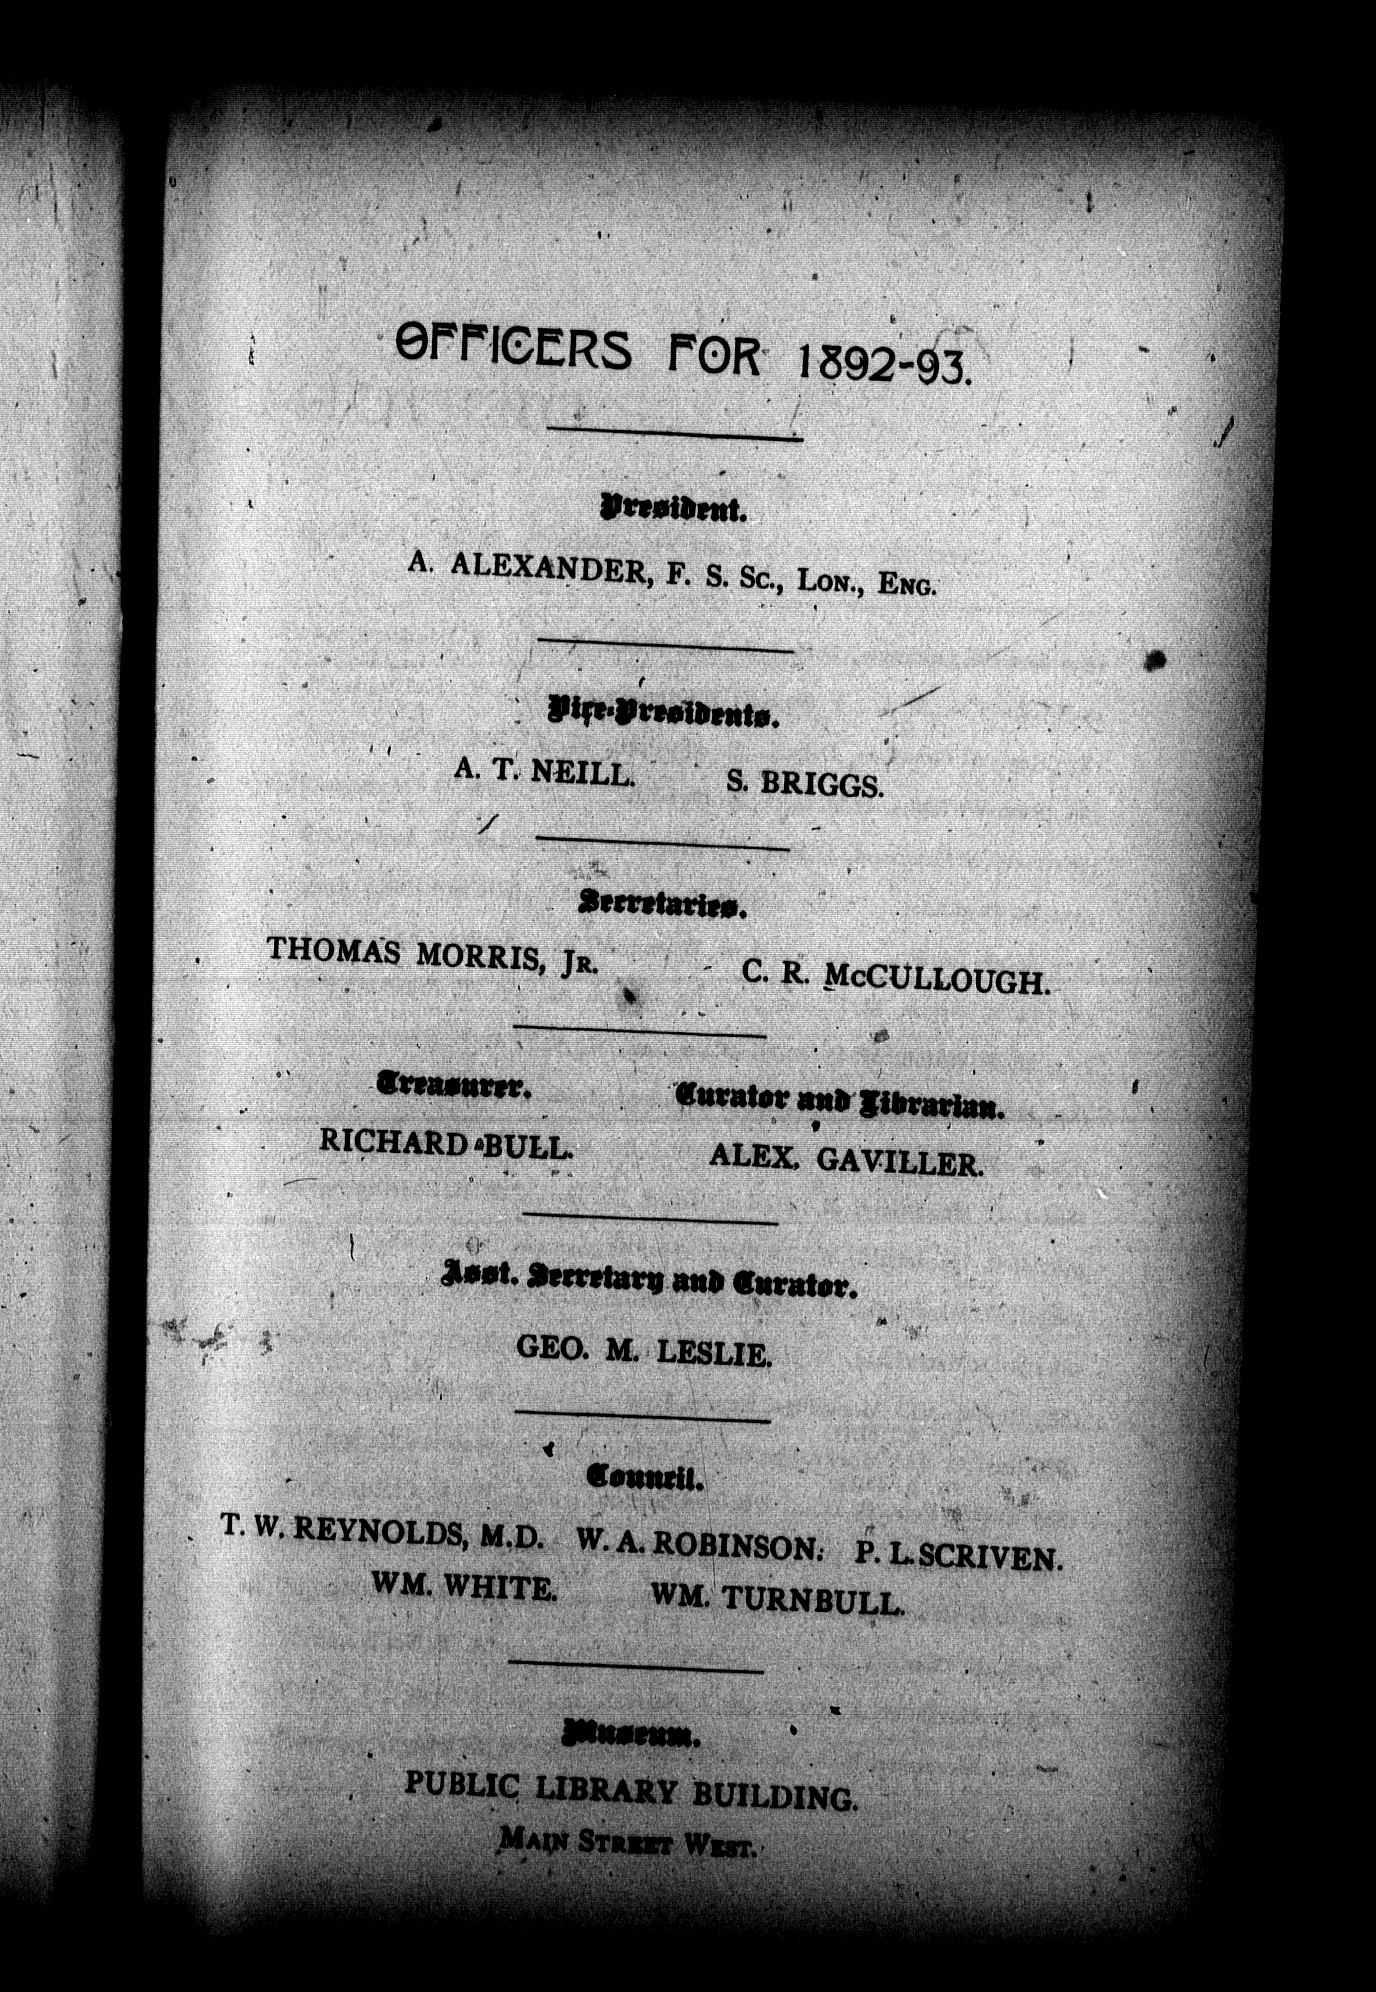 OFFICERS FOR 1892-93.
President.
A. ALEXANDER, F. S. Sc., Lon., Eng.
Vice-Presidents.
A. T. NEILL. S. BRIGGS.
Secretaries.
THOMAS MORRIS, Jr. C. R. McCULLOUGH.
Treasurer. Curator and Librarian.
RICHARD BULL. ALEX. GAVILLER.
Asst. Secretary and Curator.
GEO. M. LESLIE.
Council.
T. W. REYNOLDS, M.D. W. A. ROBINSON. P. L. SCRIVEN.
WM. WHITE. WM. TURNBULL.
Museum.
PUBLIC LIBRARY BUILDING.
Main Street West.